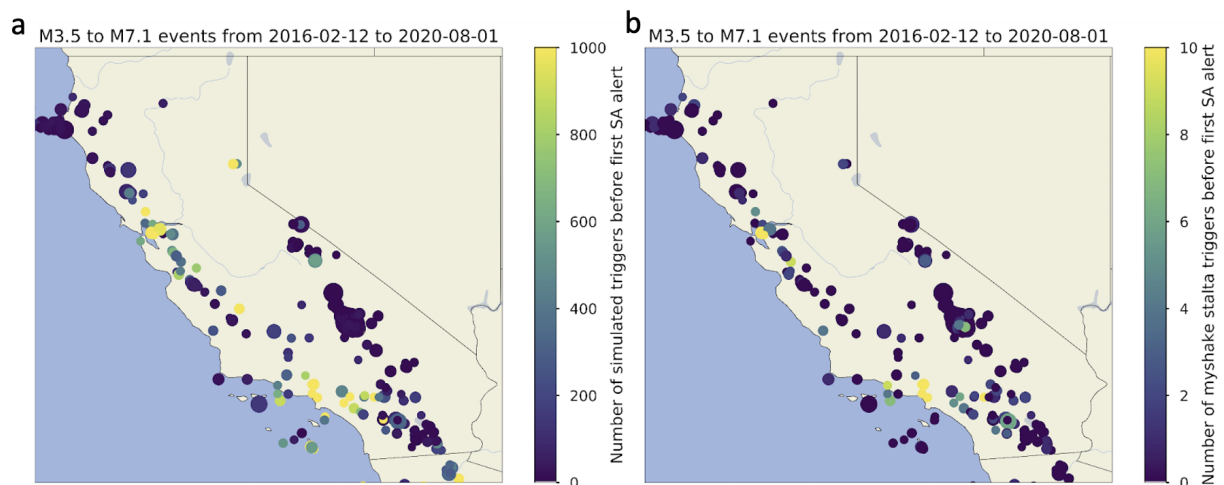 a
M3.5 to M7.1 events from 2016-02-12 to 2020-08-01
1000
800
600
400
200
0
Number of simulated triggers before first SA alert
b
M3.5 to M7.1 events from 2016-02-12 to 2020-08-01
10
8
6
4
2
0
Number of myshake stalta triggers before first SA alert